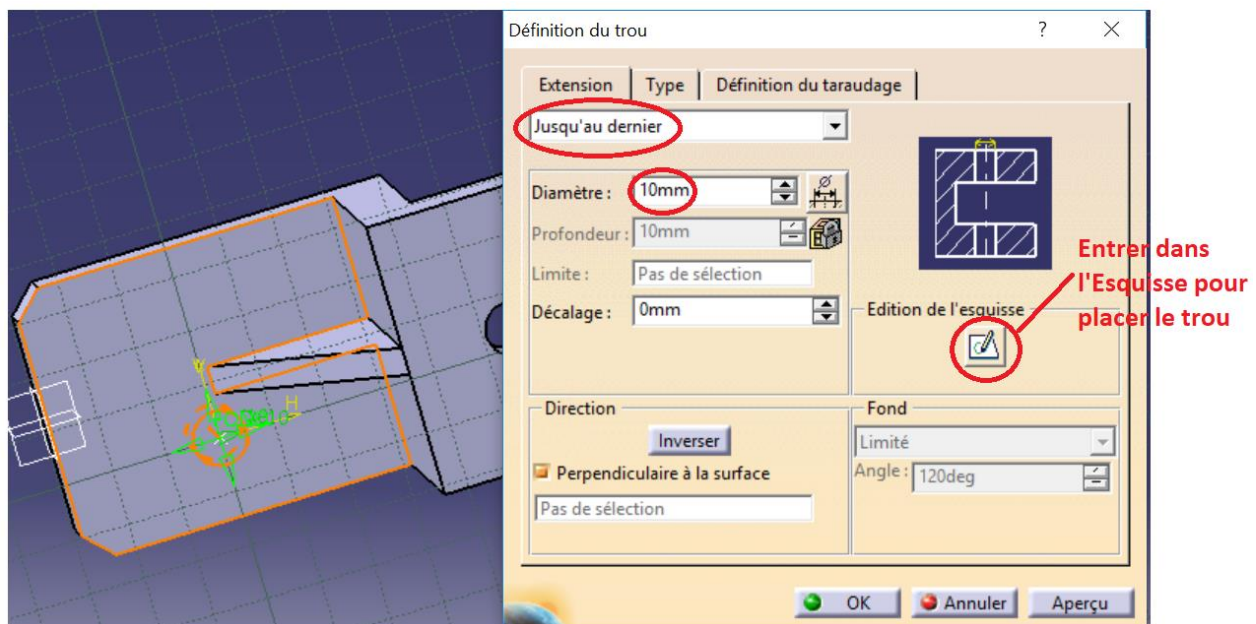 Définition du trou
?
Extension
Type
Définition du taraudage
Jusqu'au dernier
Diamètre :
10mm
Profondeur :
10mm
Limite :
Pas de sélection
Décalage :
0mm
Entrer dans
l'Esquisse pour
placer le trou
Edition de l'esquisse
Direction
Inverser
Perpendiculaire à la surface
Pas de sélection
Fond
Limité
Angle :
120deg
OK
Annuler
Aperçu
V
H